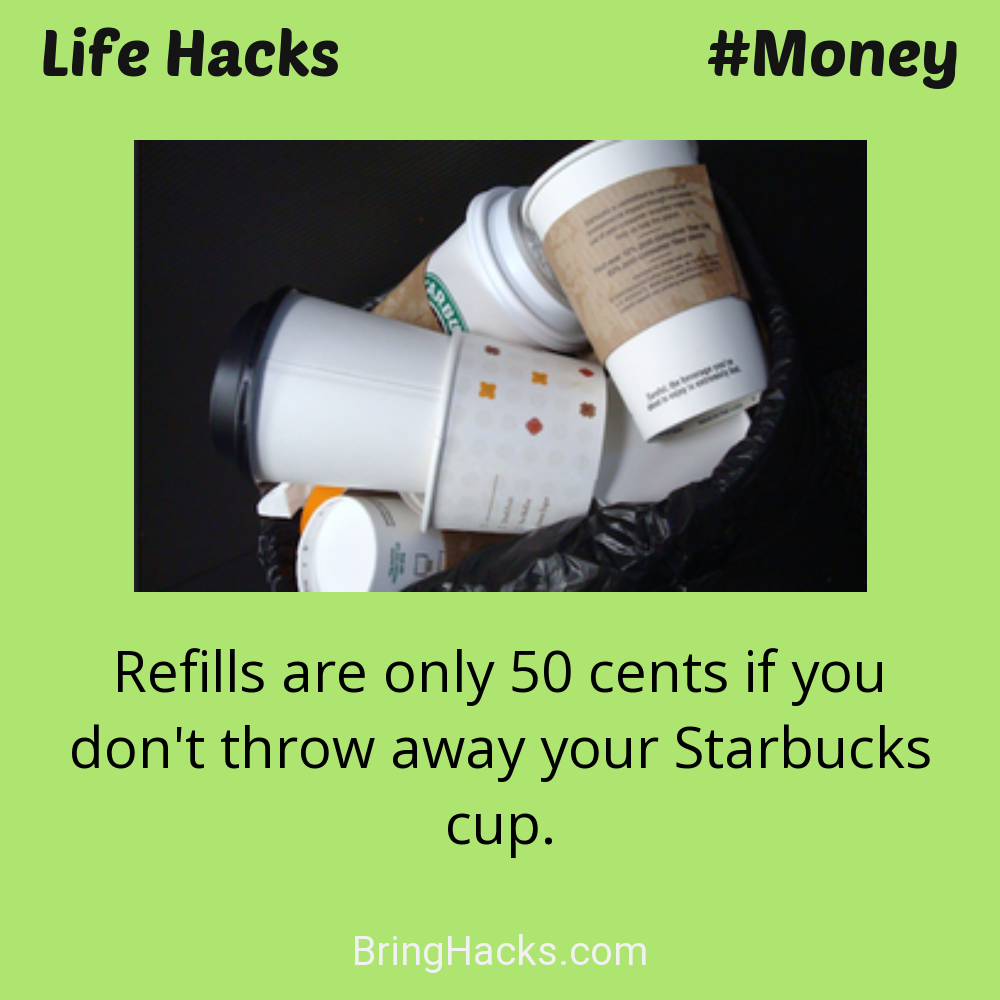 Life Hacks #Money
Refills are only 50 cents if you
don't throw away your Starbucks
cup.
BringHacks.com